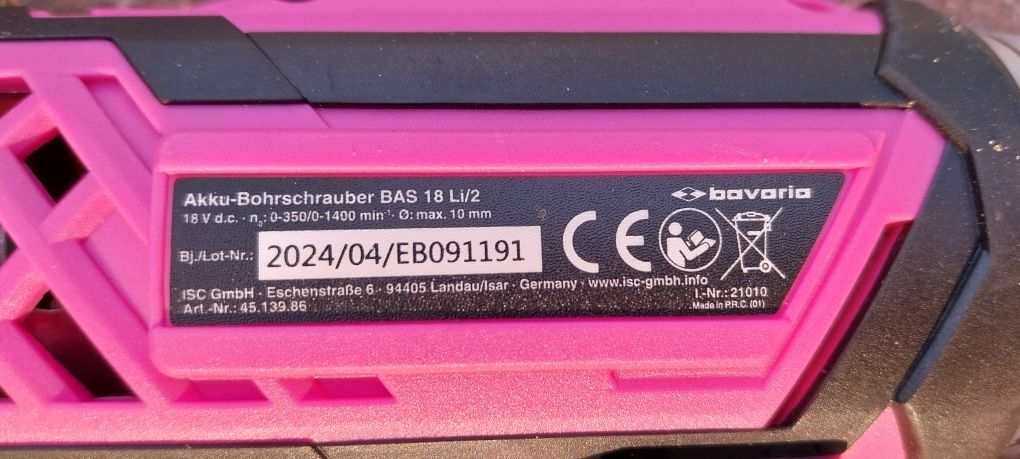 Akku-Bohrschrauber BAS 18 Li/2
bavaria
18 V d.c. · n₀: 0-350/0-1400 min⁻¹ · Ø: max. 10 mm
Bj./Lot-Nr.: 2024/04/EB091191
CE
ISC GmbH · Eschenstraße 6 · 94405 Landau/Isar · Germany · www.isc-gmbh.info
Art.-Nr.: 45.139.86
I.-Nr.: 21010
Made in P.R.C. (01)